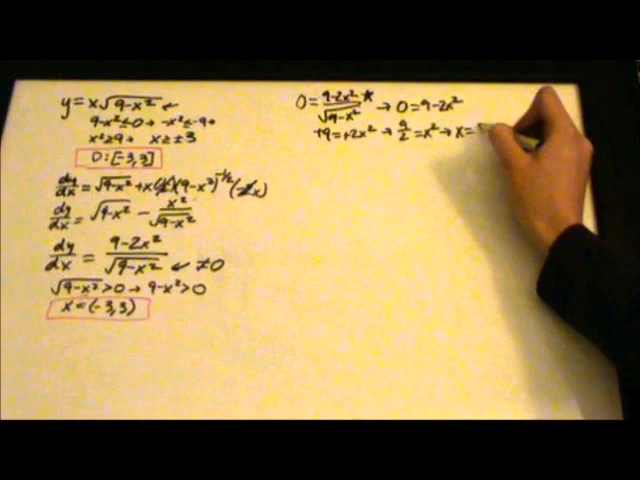 y = x√(9-x²) ↙
9-x² ≤ 0 → -x² ≤ -9 →
x² ≥ 9 → x ≥ ±3
D: [-3,3]
dy/dx = √(9-x²) + x(½)(9-x²)^(-1/2) (-2x)
dy/dx = √(9-x²) - x²/√(9-x²)
dy/dx = (9-2x²)/√(9-x²) ↙ ≠0
√(9-x²) > 0 → 9-x² > 0
x = (-3,3)
0 = (9-2x²)/√(9-x²) → 0 = 9-2x²
+9 = +2x² → 9/2 = x² → x =